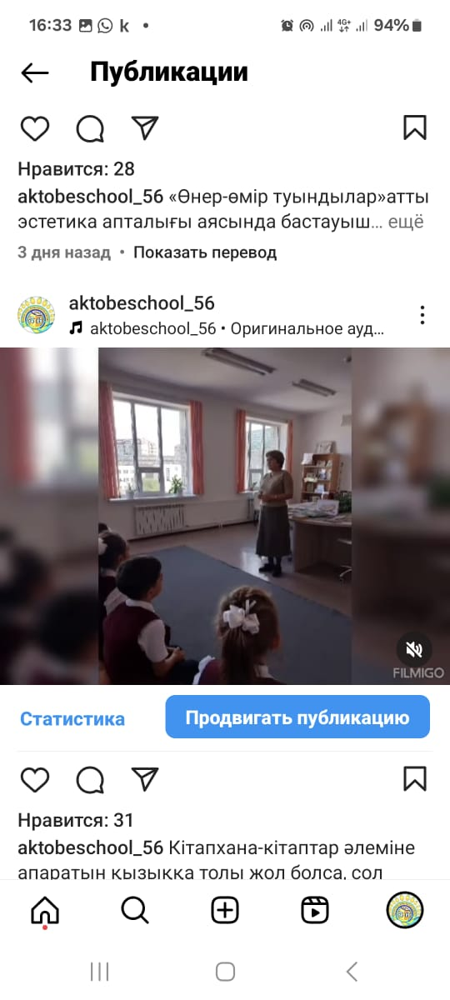 16:33 k 4G+ 94%
Публикации
Нравится: 28
aktobeschool_56 «Өнер-өмір туындылар»атты
эстетика апталығы аясында бастауыш... ещё
3 дня назад • Показать перевод
aktobeschool_56
aktobeschool_56 • Оригинальное ауд...
FILMIGO
Статистика
Продвигать публикацию
Нравится: 31
aktobeschool_56 Кітапхана-кітаптар әлеміне
апаратын қызыққа толы жол болса, сол